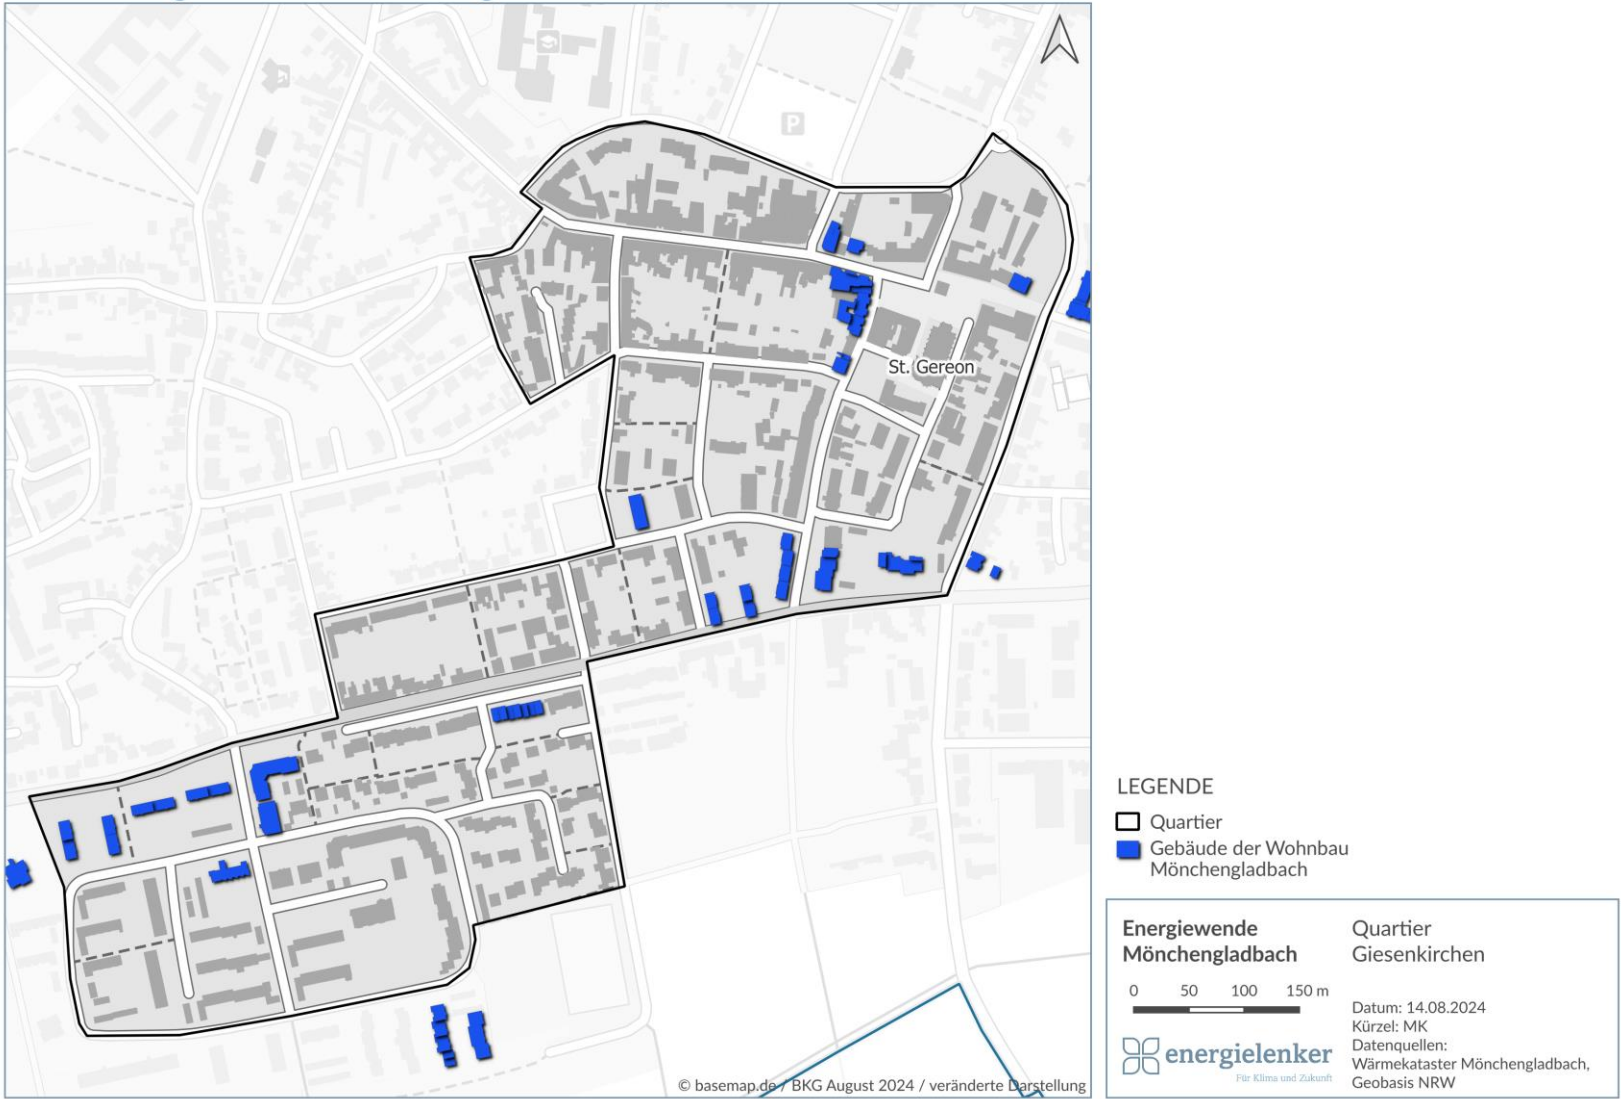 P
St. Gereon
© basemap.de / BKG August 2024 / veränderte Darstellung
LEGENDE
Quartier
Gebäude der Wohnbau
Mönchengladbach
Energiewende
Mönchengladbach
Quartier
Giesenkirchen
0 50 100 150 m
Datum: 14.08.2024
Kürzel: MK
Datenquellen:
Wärmekataster Mönchengladbach,
Geobasis NRW
energielenker
Für Klima und Zukunft